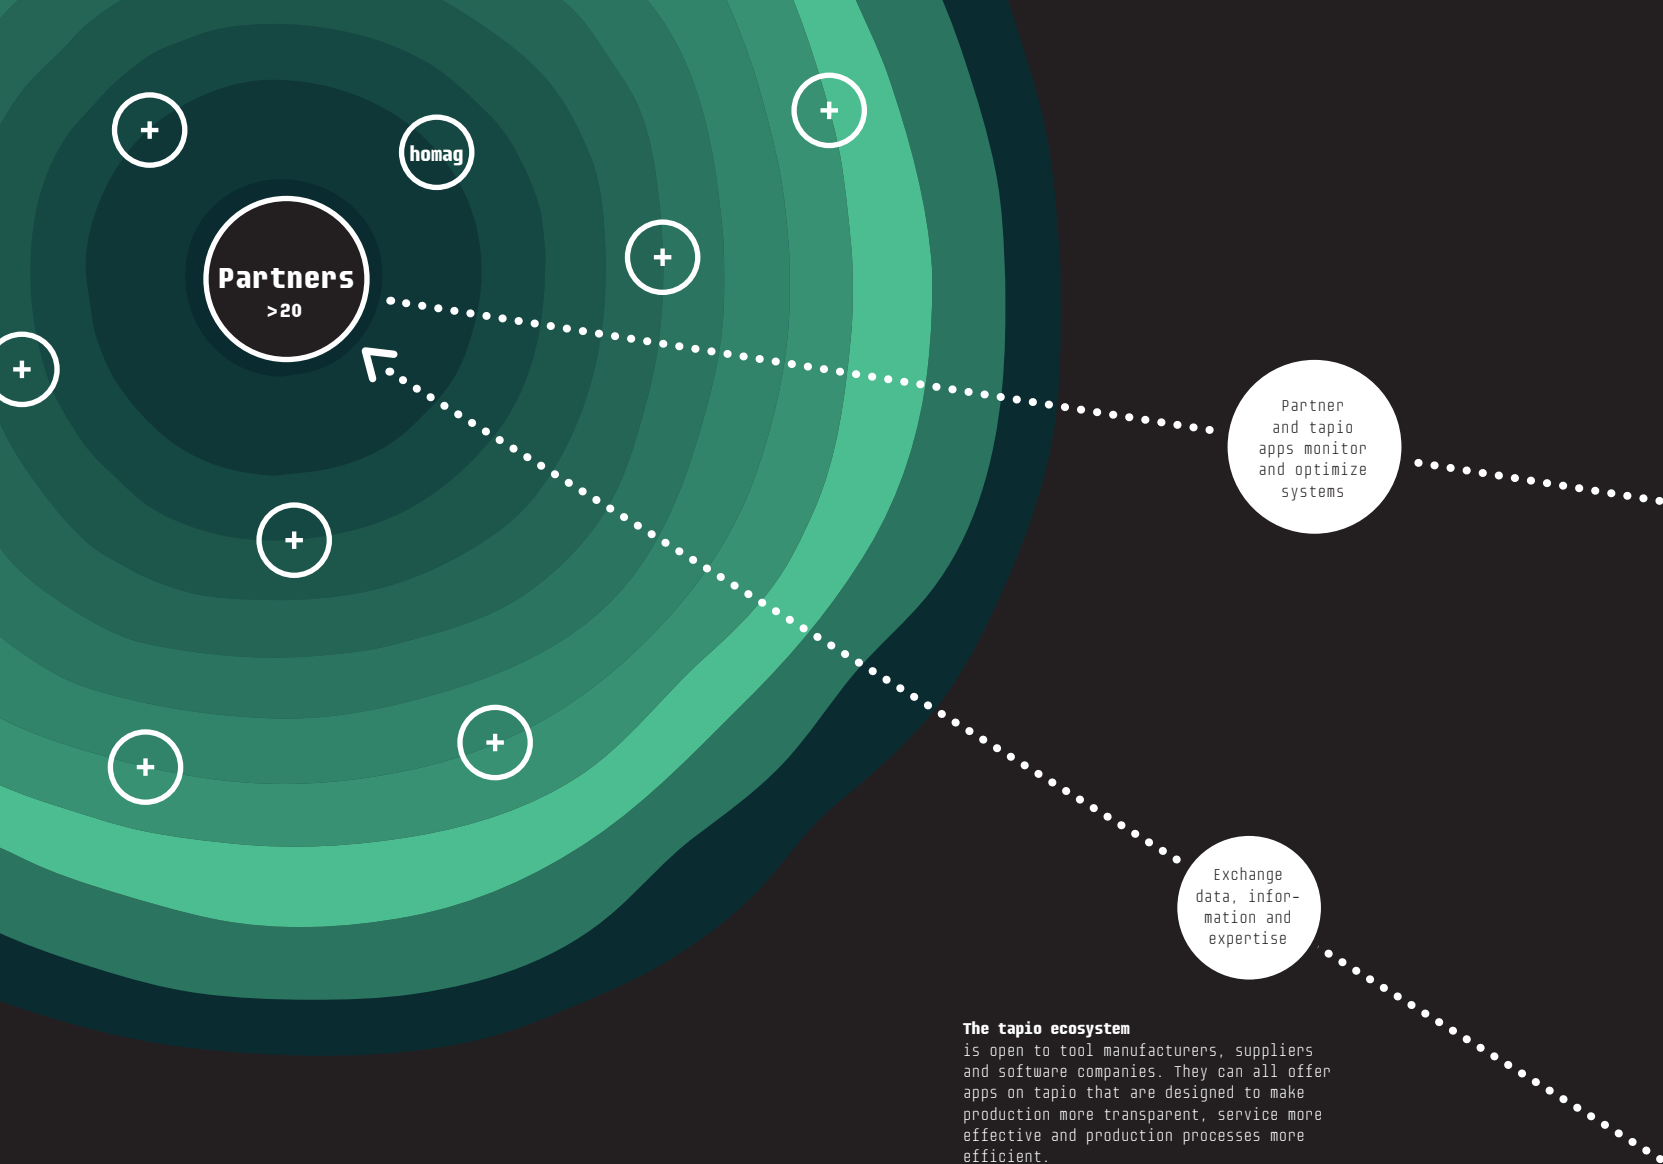 +
+
homag
+
+
Partners
>20
+
+
+
+
Partner
and tapio
apps monitor
and optimize
systems
Exchange
data, infor-
mation and
expertise
The tapio ecosystem
is open to tool manufacturers, suppliers
and software companies. They can all offer
apps on tapio that are designed to make
production more transparent, service more
effective and production processes more
efficient.